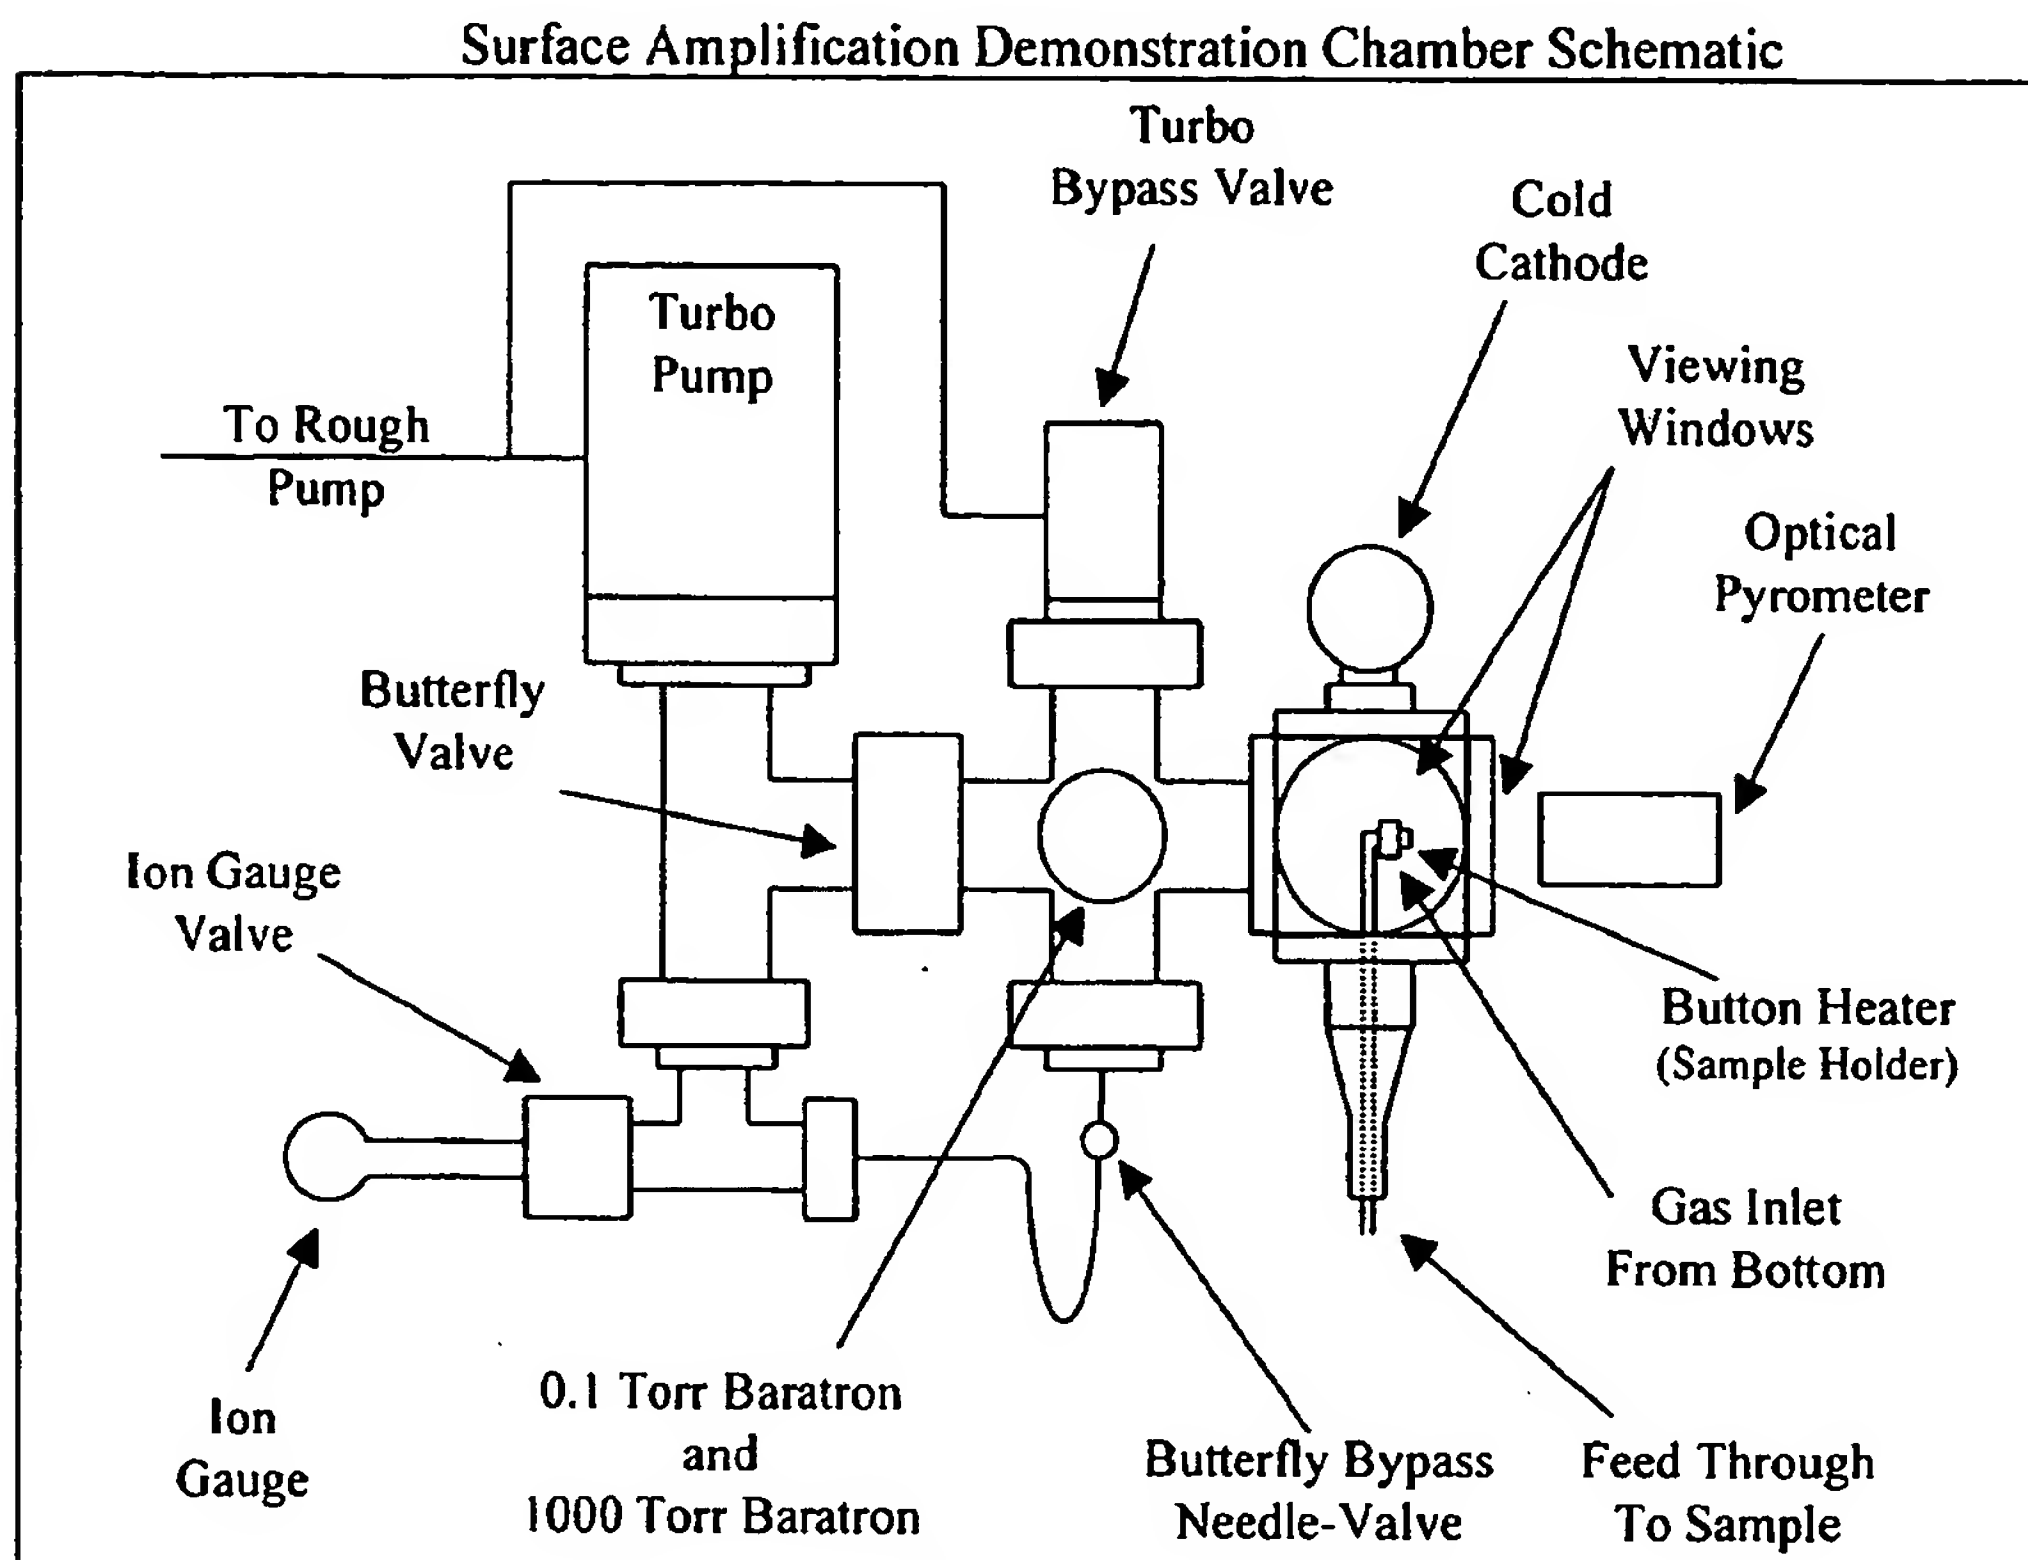 Surface Amplification Demonstration Chamber Schematic
Turbo
Bypass Valve
Cold
Cathode
Turbo
Pump
Viewing
Windows
To Rough
Pump
Optical
Pyrometer
Butterfly
Valve
Ion Gauge
Valve
Button Heater
(Sample Holder)
Gas Inlet
From Bottom
Ion
Gauge
0.1 Torr Baratron
and
1000 Torr Baratron
Butterfly Bypass
Needle-Valve
Feed Through
To Sample